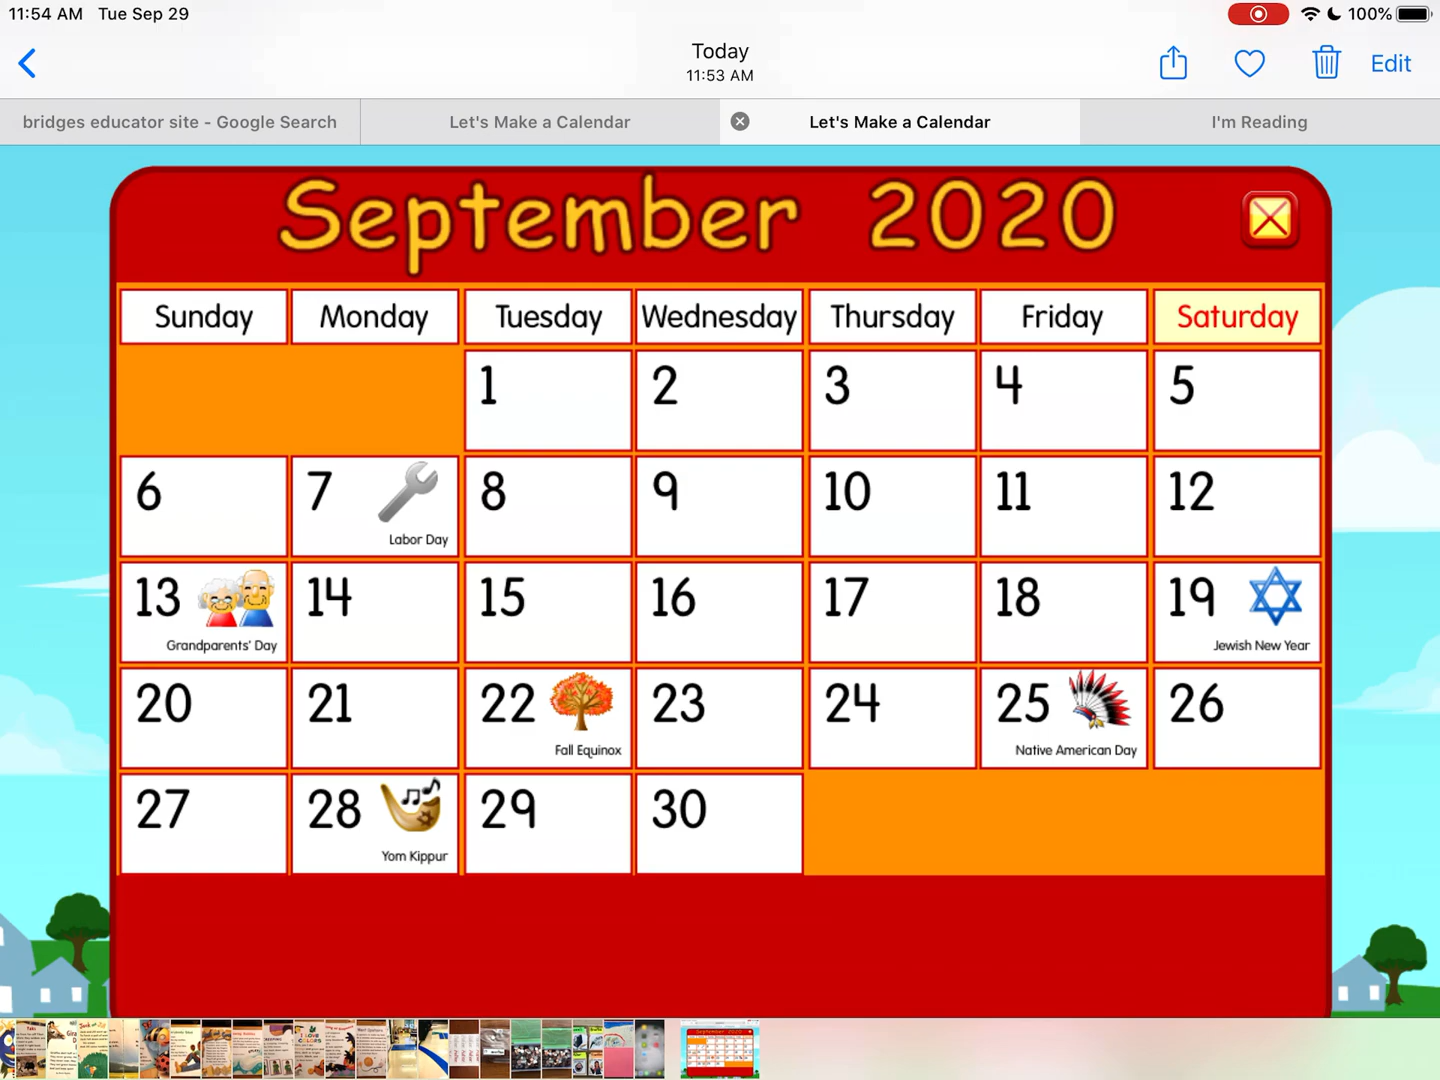 11:54 AM Tue Sep 29
100%
Today
11:53 AM
Edit
bridges educator site - Google Search
Let's Make a Calendar
Let's Make a Calendar
I'm Reading
September 2020
Sunday Monday Tuesday Wednesday Thursday Friday Saturday
1 2 3 4 5
6 7 8 9 10 11 12
Labor Day
13 14 15 16 17 18 19
Grandparents' Day Jewish New Year
20 21 22 23 24 25 26
Fall Equinox Native American Day
27 28 29 30
Yom Kippur